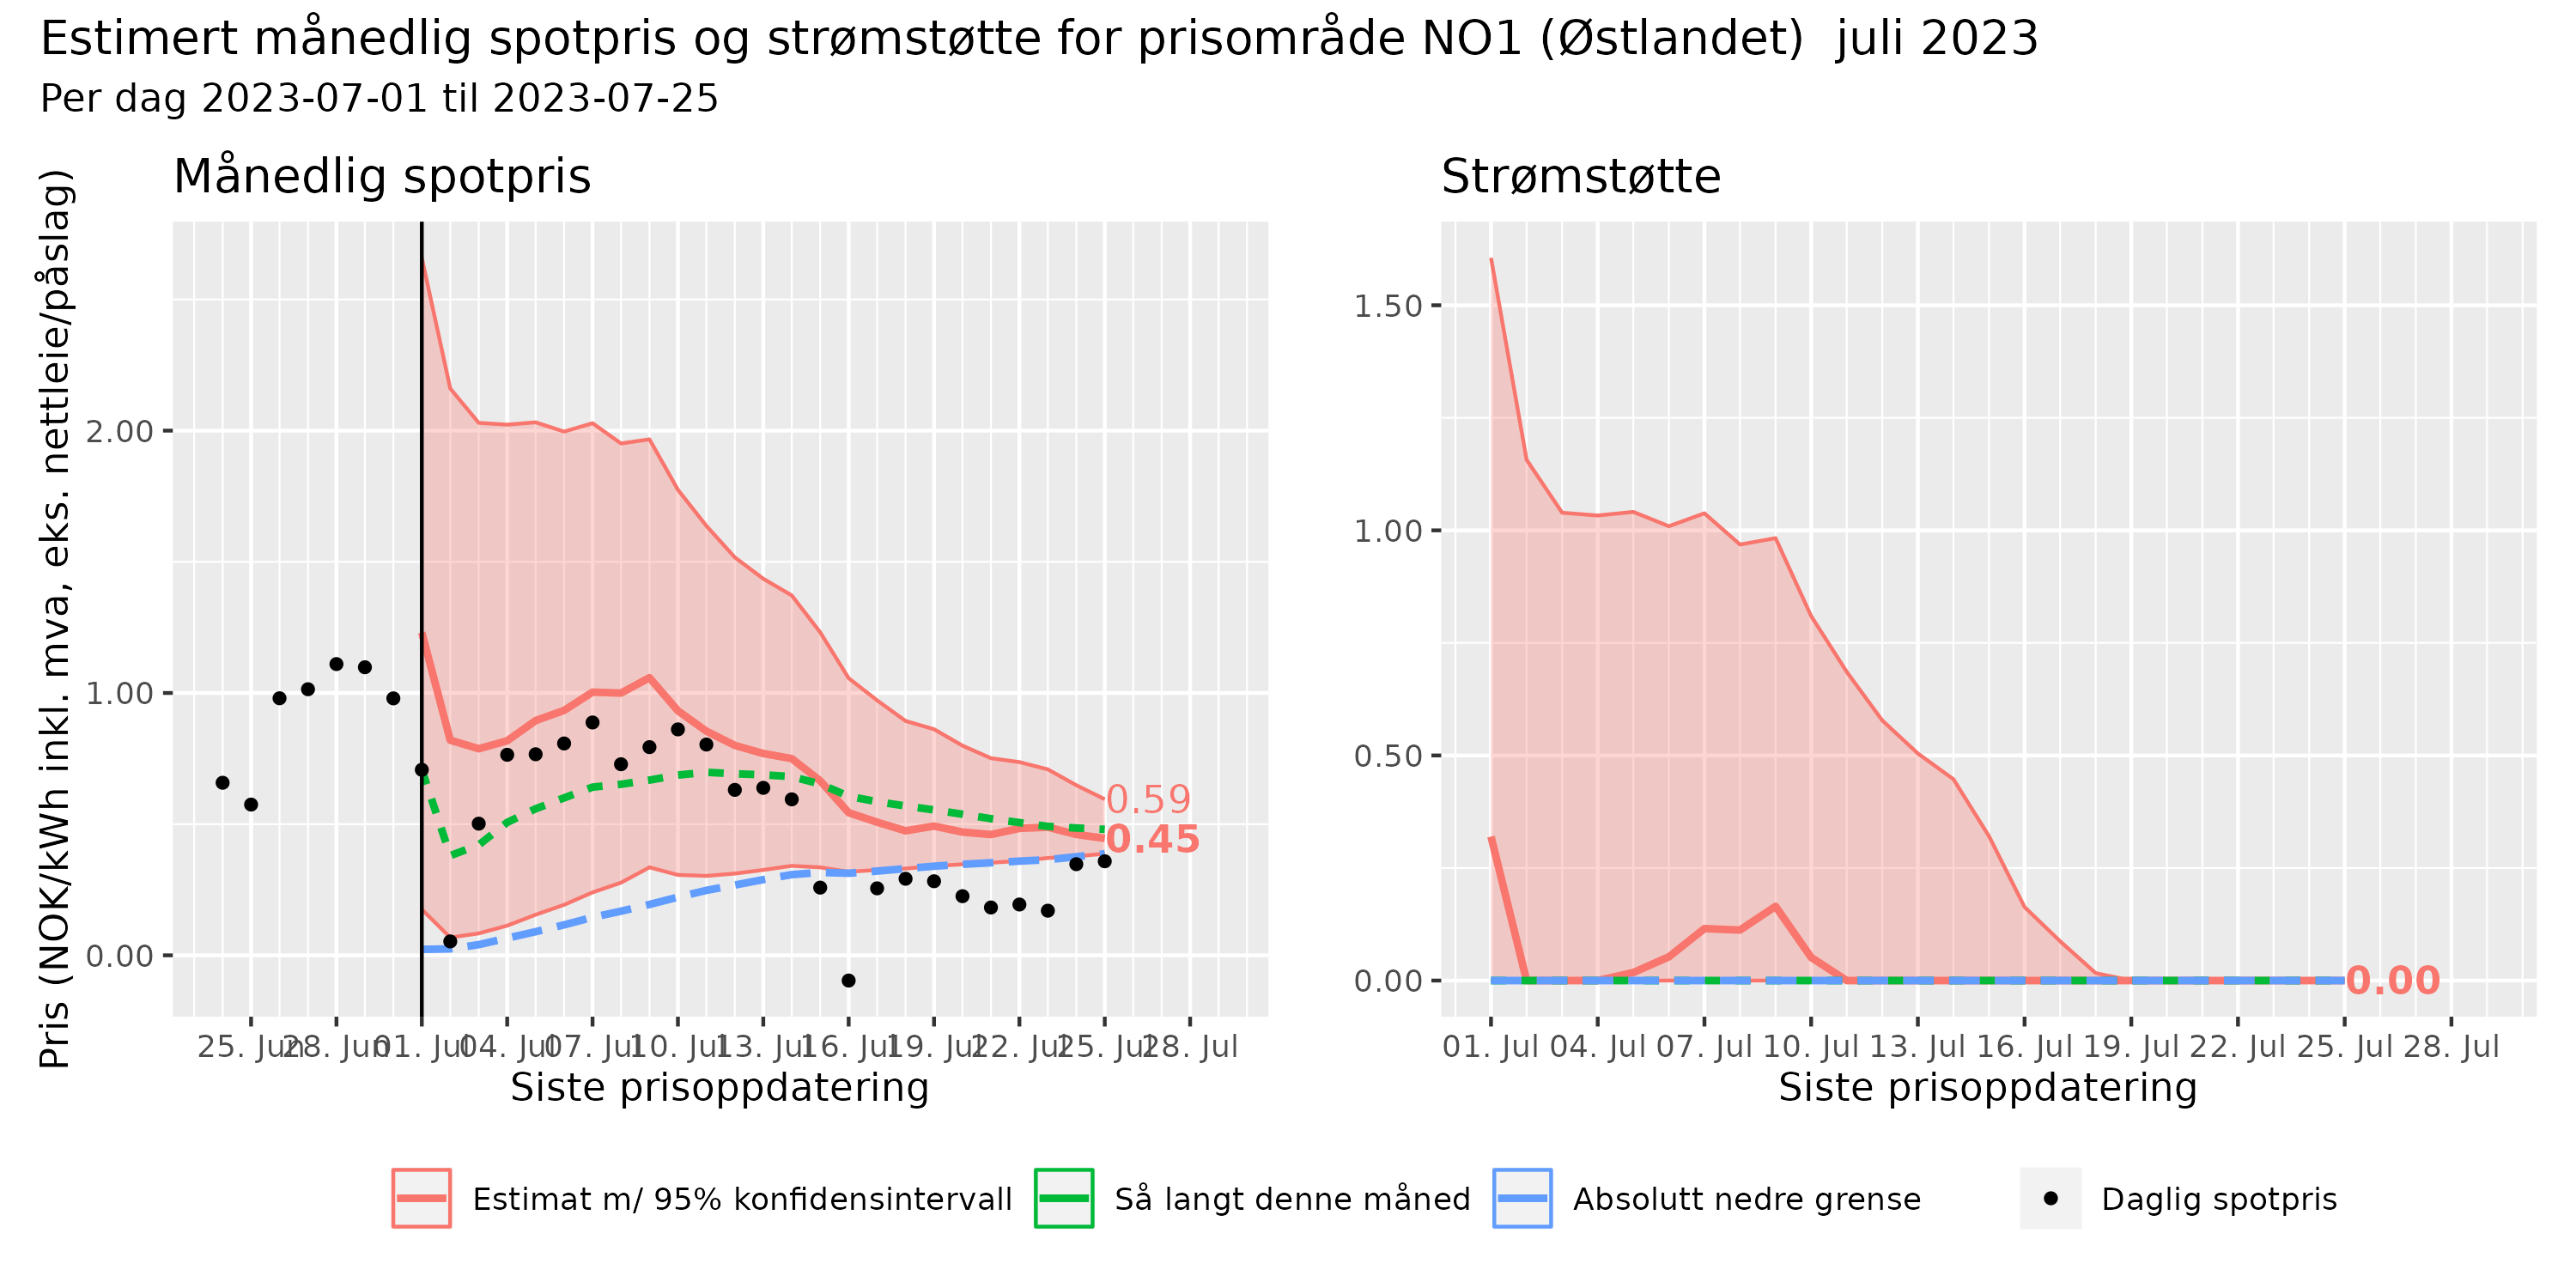 Estimert månedlig spotpris og strømstøtte for prisområde NO1 (Østlandet)  juli 2023
Per dag 2023-07-01 til 2023-07-25
Månedlig spotpris
Pris (NOK/kWh inkl. mva, eks. nettleie/påslag)
2.00
1.00
0.00
0.59
0.45
25. Jun 28. Jun 01. Jul 04. Jul 07. Jul 10. Jul 13. Jul 16. Jul 19. Jul 22. Jul 25. Jul 28. Jul
Siste prisoppdatering
Strømstøtte
1.50
1.00
0.50
0.00
0.00
01. Jul 04. Jul 07. Jul 10. Jul 13. Jul 16. Jul 19. Jul 22. Jul 25. Jul 28. Jul
Siste prisoppdatering
Estimat m/ 95% konfidensintervall Så langt denne måned Absolutt nedre grense Daglig spotpris